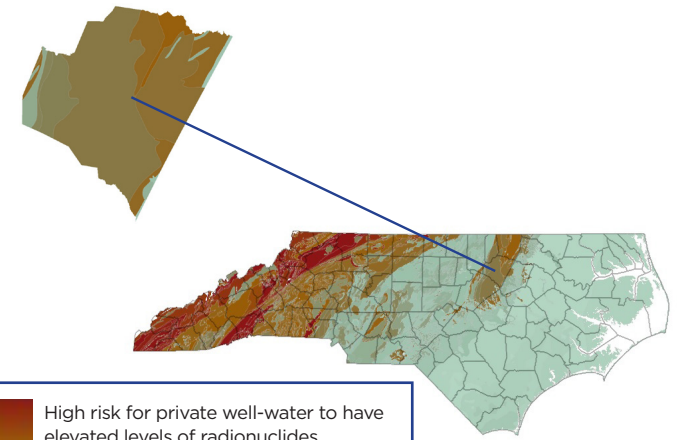 High risk for private well-water to have
elevated levels of radionuclides